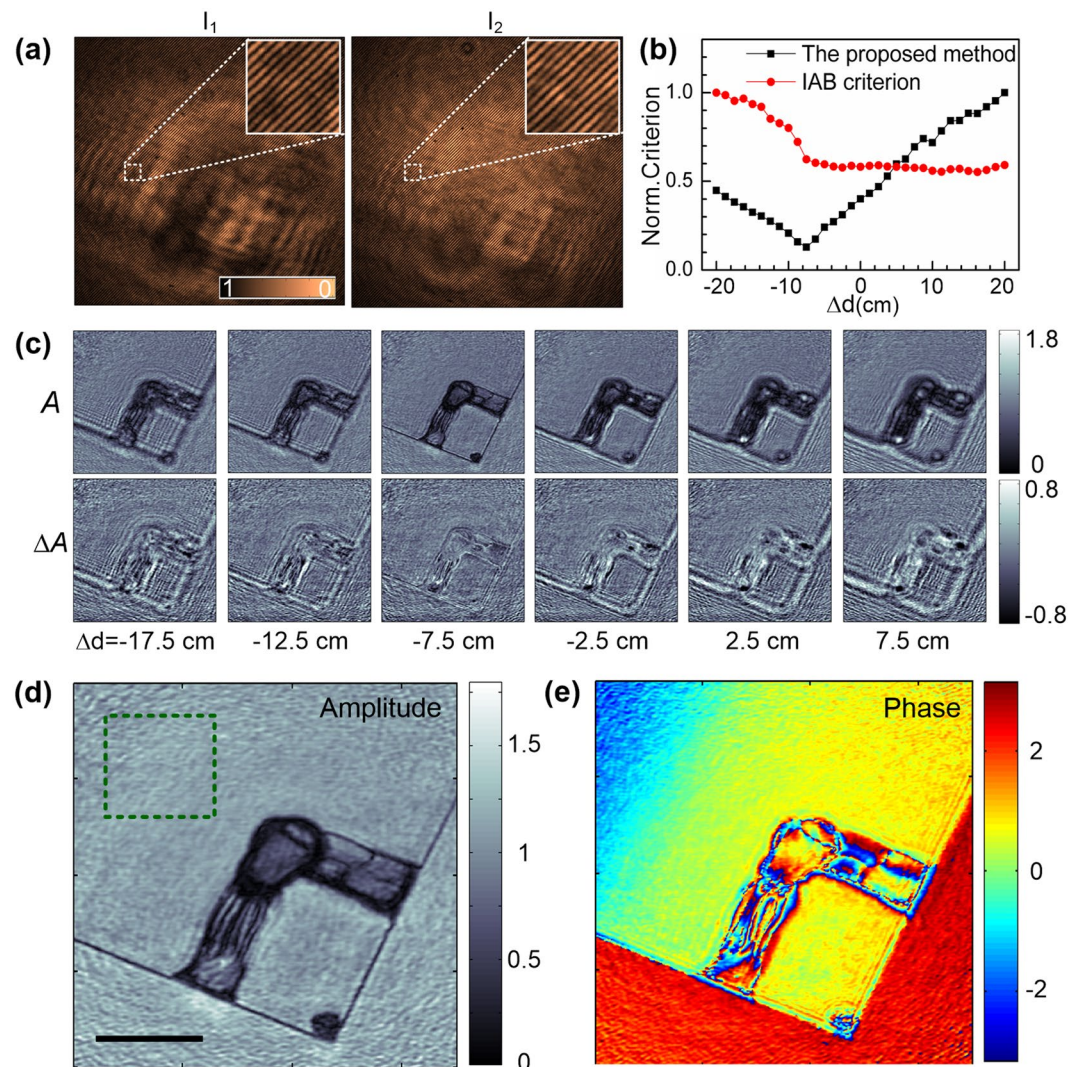 I1 I2
(a)
1 0
(b)
The proposed method
IAB criterion
1.0
0.5
0.0
Norm.Criterion
-20 -10 0 10 20
Δd(cm)
(c)
A
1.8
0
ΔA
0.8
-0.8
Δd=-17.5 cm -12.5 cm -7.5 cm -2.5 cm 2.5 cm 7.5 cm
(d)
Amplitude
1.5
1
0.5
0
(e)
Phase
2
0
-2